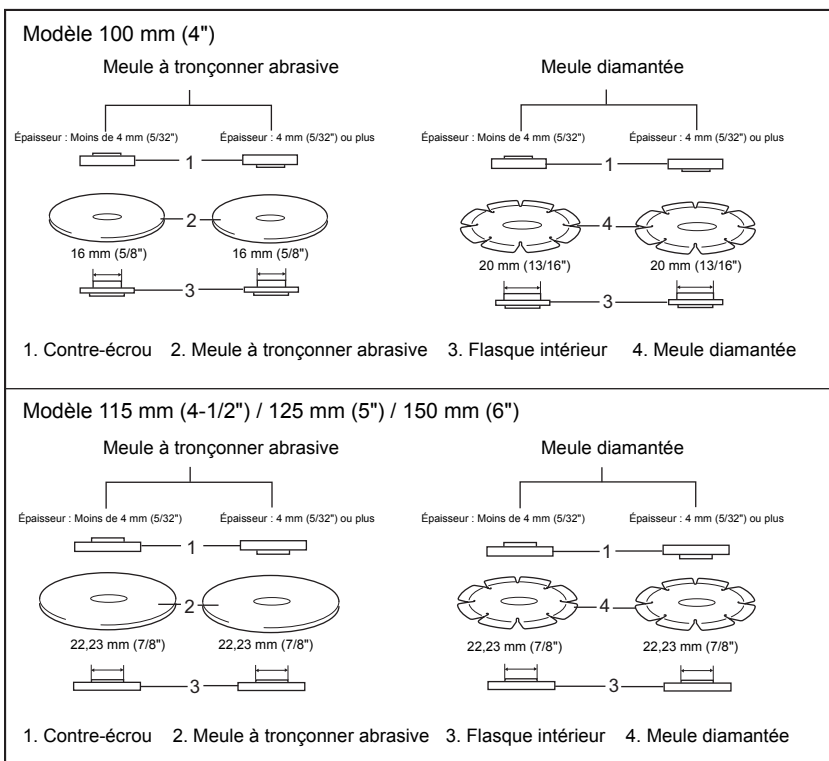 Modèle 100 mm (4")
Meule à tronçonner abrasive
Meule diamantée
Épaisseur : Moins de 4 mm (5/32")
Épaisseur : 4 mm (5/32") ou plus
Épaisseur : Moins de 4 mm (5/32")
Épaisseur : 4 mm (5/32") ou plus
1
1
2
4
16 mm (5/8")
16 mm (5/8")
20 mm (13/16")
20 mm (13/16")
3
3
1. Contre-écrou 2. Meule à tronçonner abrasive 3. Flasque intérieur 4. Meule diamantée
Modèle 115 mm (4-1/2") / 125 mm (5") / 150 mm (6")
Meule à tronçonner abrasive
Meule diamantée
Épaisseur : Moins de 4 mm (5/32")
Épaisseur : 4 mm (5/32") ou plus
Épaisseur : Moins de 4 mm (5/32")
Épaisseur : 4 mm (5/32") ou plus
1
1
2
4
22,23 mm (7/8")
22,23 mm (7/8")
22,23 mm (7/8")
22,23 mm (7/8")
3
3
1. Contre-écrou 2. Meule à tronçonner abrasive 3. Flasque intérieur 4. Meule diamantée